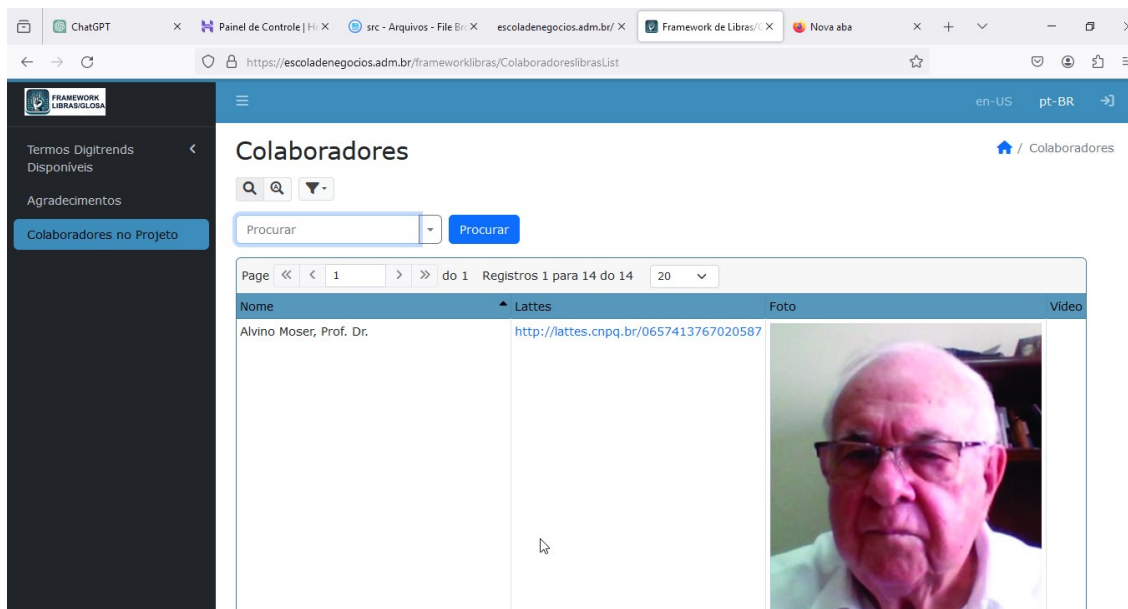 ChatGPT
Painel de Controle | Ho
src - Arquivos - File Bro
escoladenegocios.adm.br/
Framework de Libras/G
Nova aba
https://escoladenegocios.adm.br/frameworklibras/ColaboradoreslibrasList
FRAMEWORK
LIBRAS/GLOSA
en-US pt-BR
Termos Digitrends
Disponíveis
Agradecimentos
Colaboradores no Projeto
Colaboradores
/ Colaboradores
Procurar
Procurar
Page 1 do 1 Registros 1 para 14 do 14 20
Nome Lattes Foto Vídeo
Alvino Moser, Prof. Dr. http://lattes.cnpq.br/0657413767020587